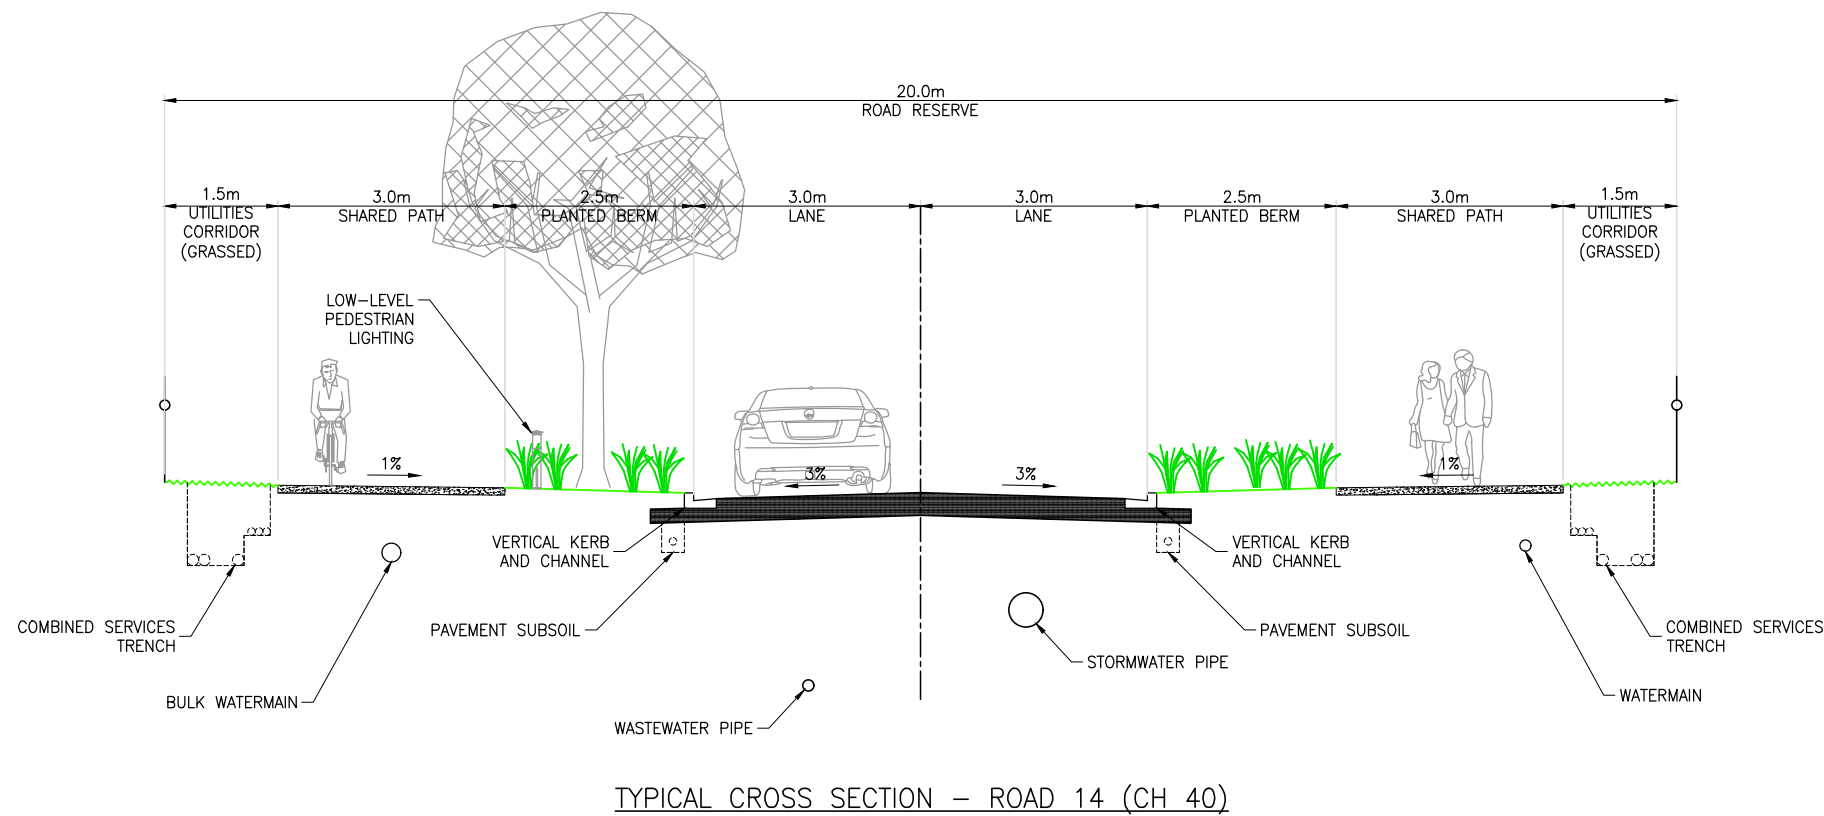 20.0m
ROAD RESERVE
1.5m
UTILITIES
CORRIDOR
(GRASSED)
3.0m
SHARED PATH
2.5m
PLANTED BERM
3.0m
LANE
3.0m
LANE
2.5m
PLANTED BERM
3.0m
SHARED PATH
1.5m
UTILITIES
CORRIDOR
(GRASSED)
LOW-LEVEL
PEDESTRIAN
LIGHTING
1%
3%
3%
1%
VERTICAL KERB
AND CHANNEL
VERTICAL KERB
AND CHANNEL
COMBINED SERVICES
TRENCH
PAVEMENT SUBSOIL
PAVEMENT SUBSOIL
COMBINED SERVICES
TRENCH
STORMWATER PIPE
BULK WATERMAIN
WATERMAIN
WASTEWATER PIPE
TYPICAL CROSS SECTION - ROAD 14 (CH 40)